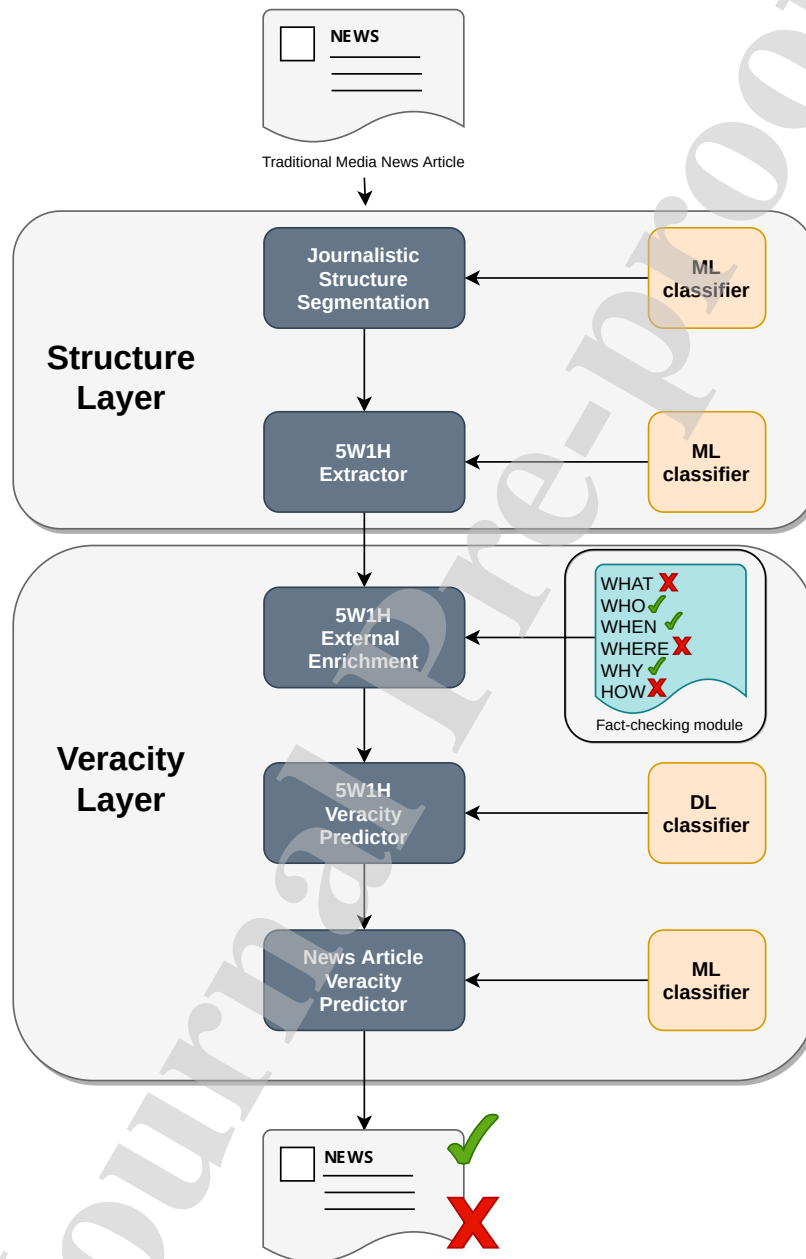 NEWS
Traditional Media News Article
Journalistic
Structure
Segmentation
ML
classifier
Structure
Layer
5W1H
Extractor
ML
classifier
5W1H
External
Enrichment
WHAT
WHO
WHEN
WHERE
WHY
HOW
Fact-checking module
Veracity
Layer
5W1H
Veracity
Predictor
DL
classifier
News Article
Veracity
Predictor
ML
classifier
NEWS
Journal Pre-proof